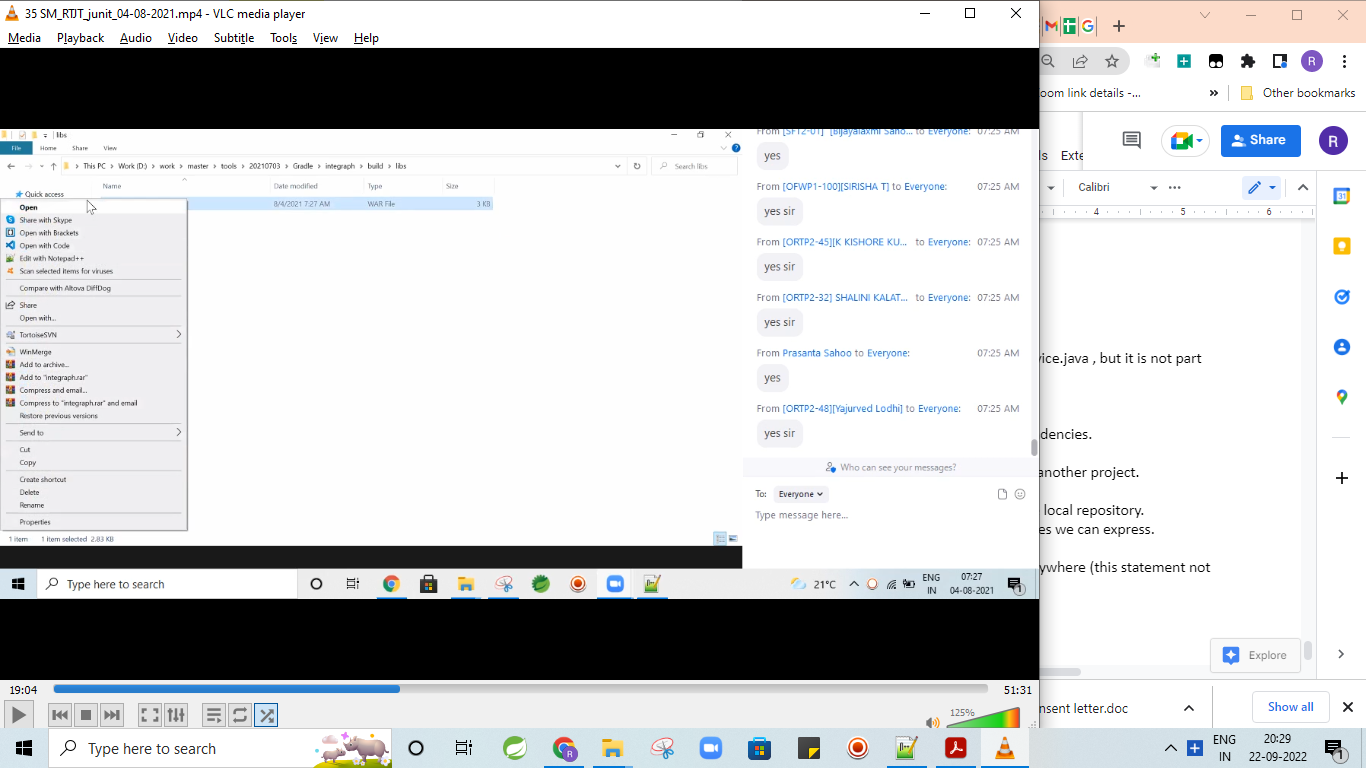 35 SM_RTJT_junit_04-08-2021.mp4 - VLC media player
Media Playback Audio Video Subtitle Tools View Help
libs
File Home Share View
This PC > Work (D:) > work > master > tools > 20210703 > Gradle > integraph > build > libs
Search libs
Name Date modified Type Size
Quick access
8/4/2021 7:27 AM WAR File 3 KB
Open
Share with Skype
Open with Brackets
Open with Code
Edit with Notepad++
Scan selected items for viruses
Compare with Altova DiffDog
Share
Open with...
TortoiseSVN
WinMerge
Add to archive...
Add to "integraph.rar"
Compress and email...
Compress to "integraph.rar" and email
Restore previous versions
Send to
Cut
Copy
Create shortcut
Delete
Rename
Properties
1 item 1 item selected 2.83 KB
From [SFT2-01] [Bijayalaxmi Saho... to Everyone: 07:25 AM
yes
From [OFWP1-100][SIRISHA T] to Everyone: 07:25 AM
yes sir
From [ORTP2-45][K KISHORE KU... to Everyone: 07:25 AM
yes sir
From [ORTP2-32] SHALINI KALAT... to Everyone: 07:25 AM
yes sir
From Prasanta Sahoo to Everyone: 07:25 AM
yes
From [ORTP2-48][Yajurved Lodhi] to Everyone: 07:25 AM
yes sir
Who can see your messages?
To: Everyone
Type message here...
Type here to search
21°C
ENG
IN
07:27
04-08-2021
1
19:04
51:31
125%
oom link details -...
»
Other bookmarks
R
ls Exte
Share
R
Calibri
4 5 6
31
vice.java , but it is not part
dencies.
another project.
local repository.
es we can express.
ywhere (this statement not
Explore
nsent letter.doc
Show all
Type here to search
ENG
IN
20:29
22-09-2022
1